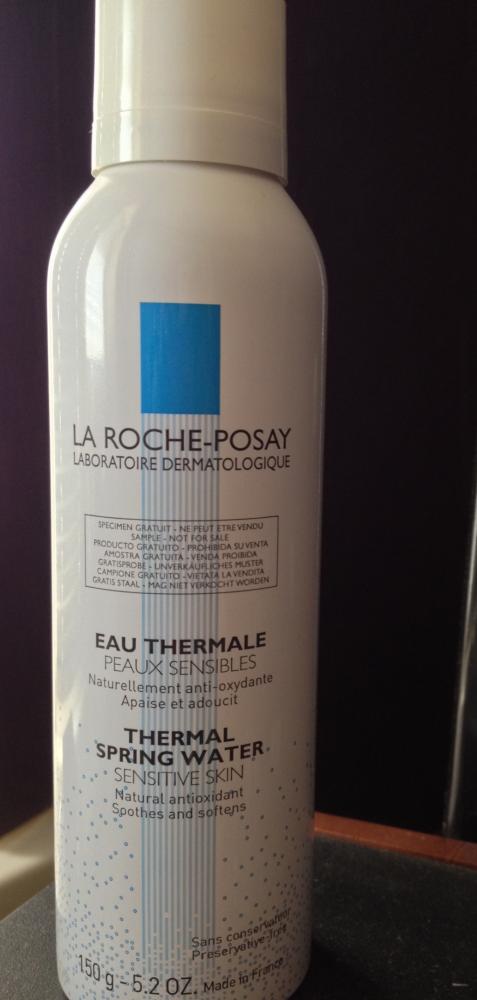 LA ROCHE-POSAY
LABORATOIRE DERMATOLOGIQUE
SPECIMEN GRATUIT - NE PEUT ETRE VENDU
SAMPLE - NOT FOR SALE
PRODUCTO GRATUITO - PROHIBIDA SU VENTA
AMOSTRA GRATUITA - VENDA PROIBIDA
GRATISPROBE - UNVERKÄUFLICHES MUSTER
CAMPIONE GRATUITO - VIETATA LA VENDITA
GRATIS STAAL - MAG NIET VERKOCHT WORDEN
EAU THERMALE
PEAUX SENSIBLES
Naturellement anti-oxydante
Apaise et adoucit
THERMAL
SPRING WATER
SENSITIVE SKIN
Natural antioxidant
Soothes and softens
Sans conservateur
Preservative-free
150 g - 5.2 OZ. Made in France